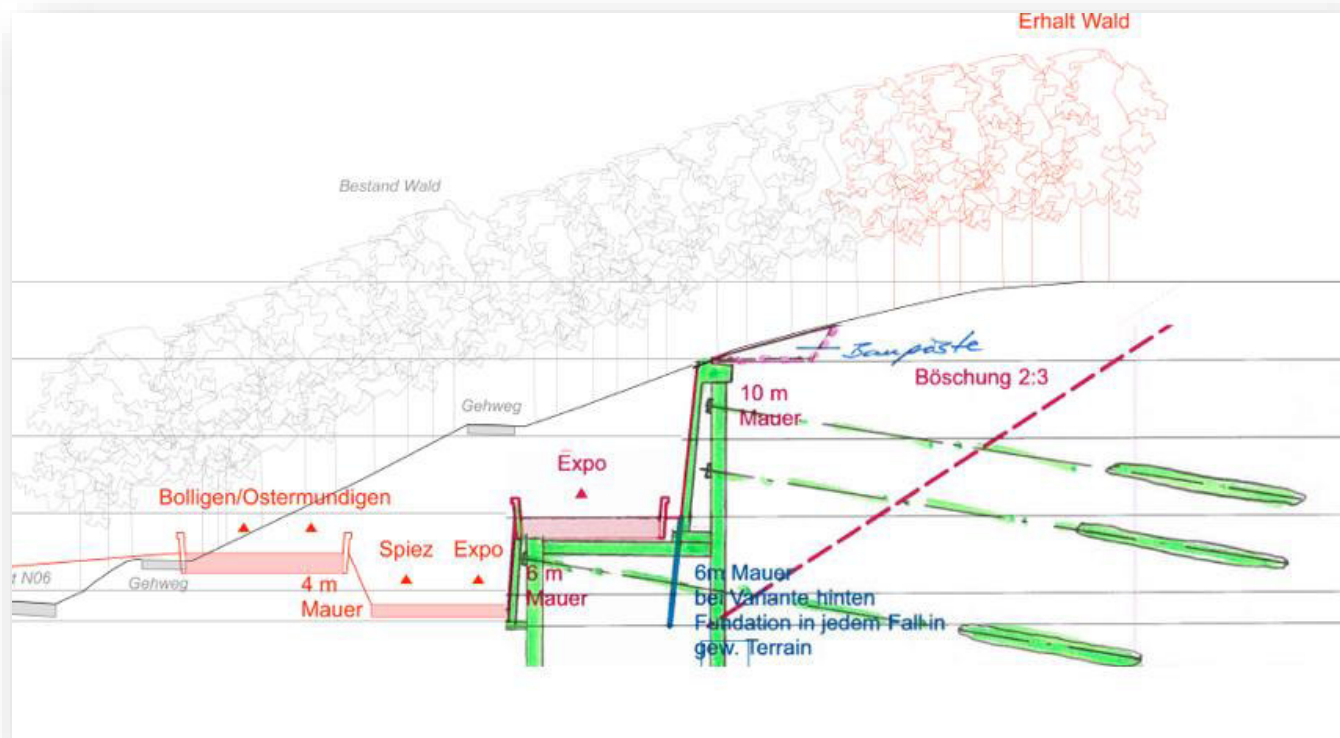 Erhalt Wald
Bestand Wald
Baupiste
Böschung 2:3
10 m
Mauer
Gehweg
Expo
Bolligen/Ostermundigen
Spiez Expo
t N06
Gehweg
4 m
Mauer
6 m
Mauer
6m Mauer
bei Variante hinten
Fundation in jedem Fall in
gew. Terrain